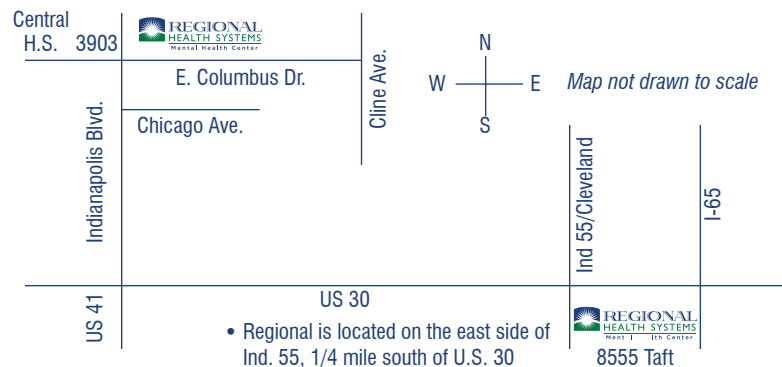 Central
H.S. 3903
REGIONAL
HEALTH SYSTEMS
Mental Health Center
E. Columbus Dr.
Cline Ave.
N
W E
S
Map not drawn to scale
Indianapolis Blvd.
Chicago Ave.
Ind 55/Cleveland
I-65
US 41
US 30
• Regional is located on the east side of
Ind. 55, 1/4 mile south of U.S. 30
REGIONAL
HEALTH SYSTEMS
Center
8555 Taft